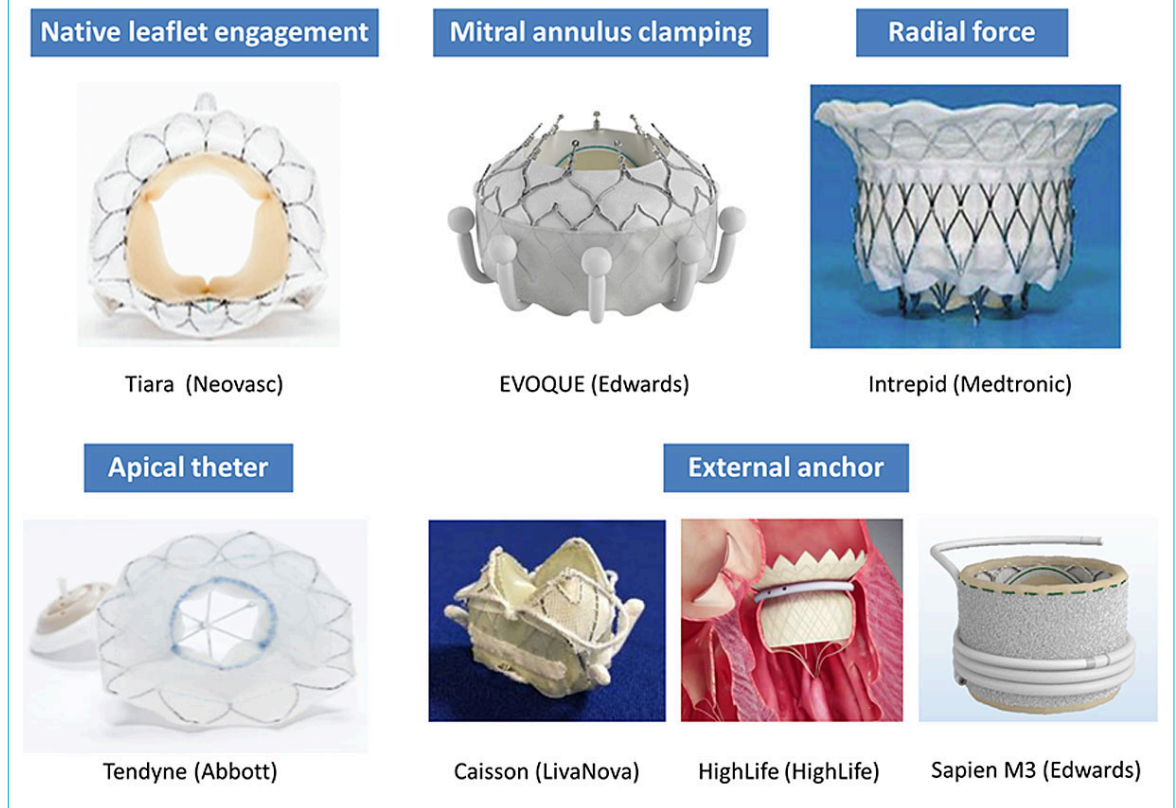 Native leaflet engagement
Mitral annulus clamping
Radial force
Tiara (Neovasc)
EVOQUE (Edwards)
Intrepid (Medtronic)
Apical theter
External anchor
Tendyne (Abbott)
Caisson (LivaNova)
HighLife (HighLife)
Sapien M3 (Edwards)